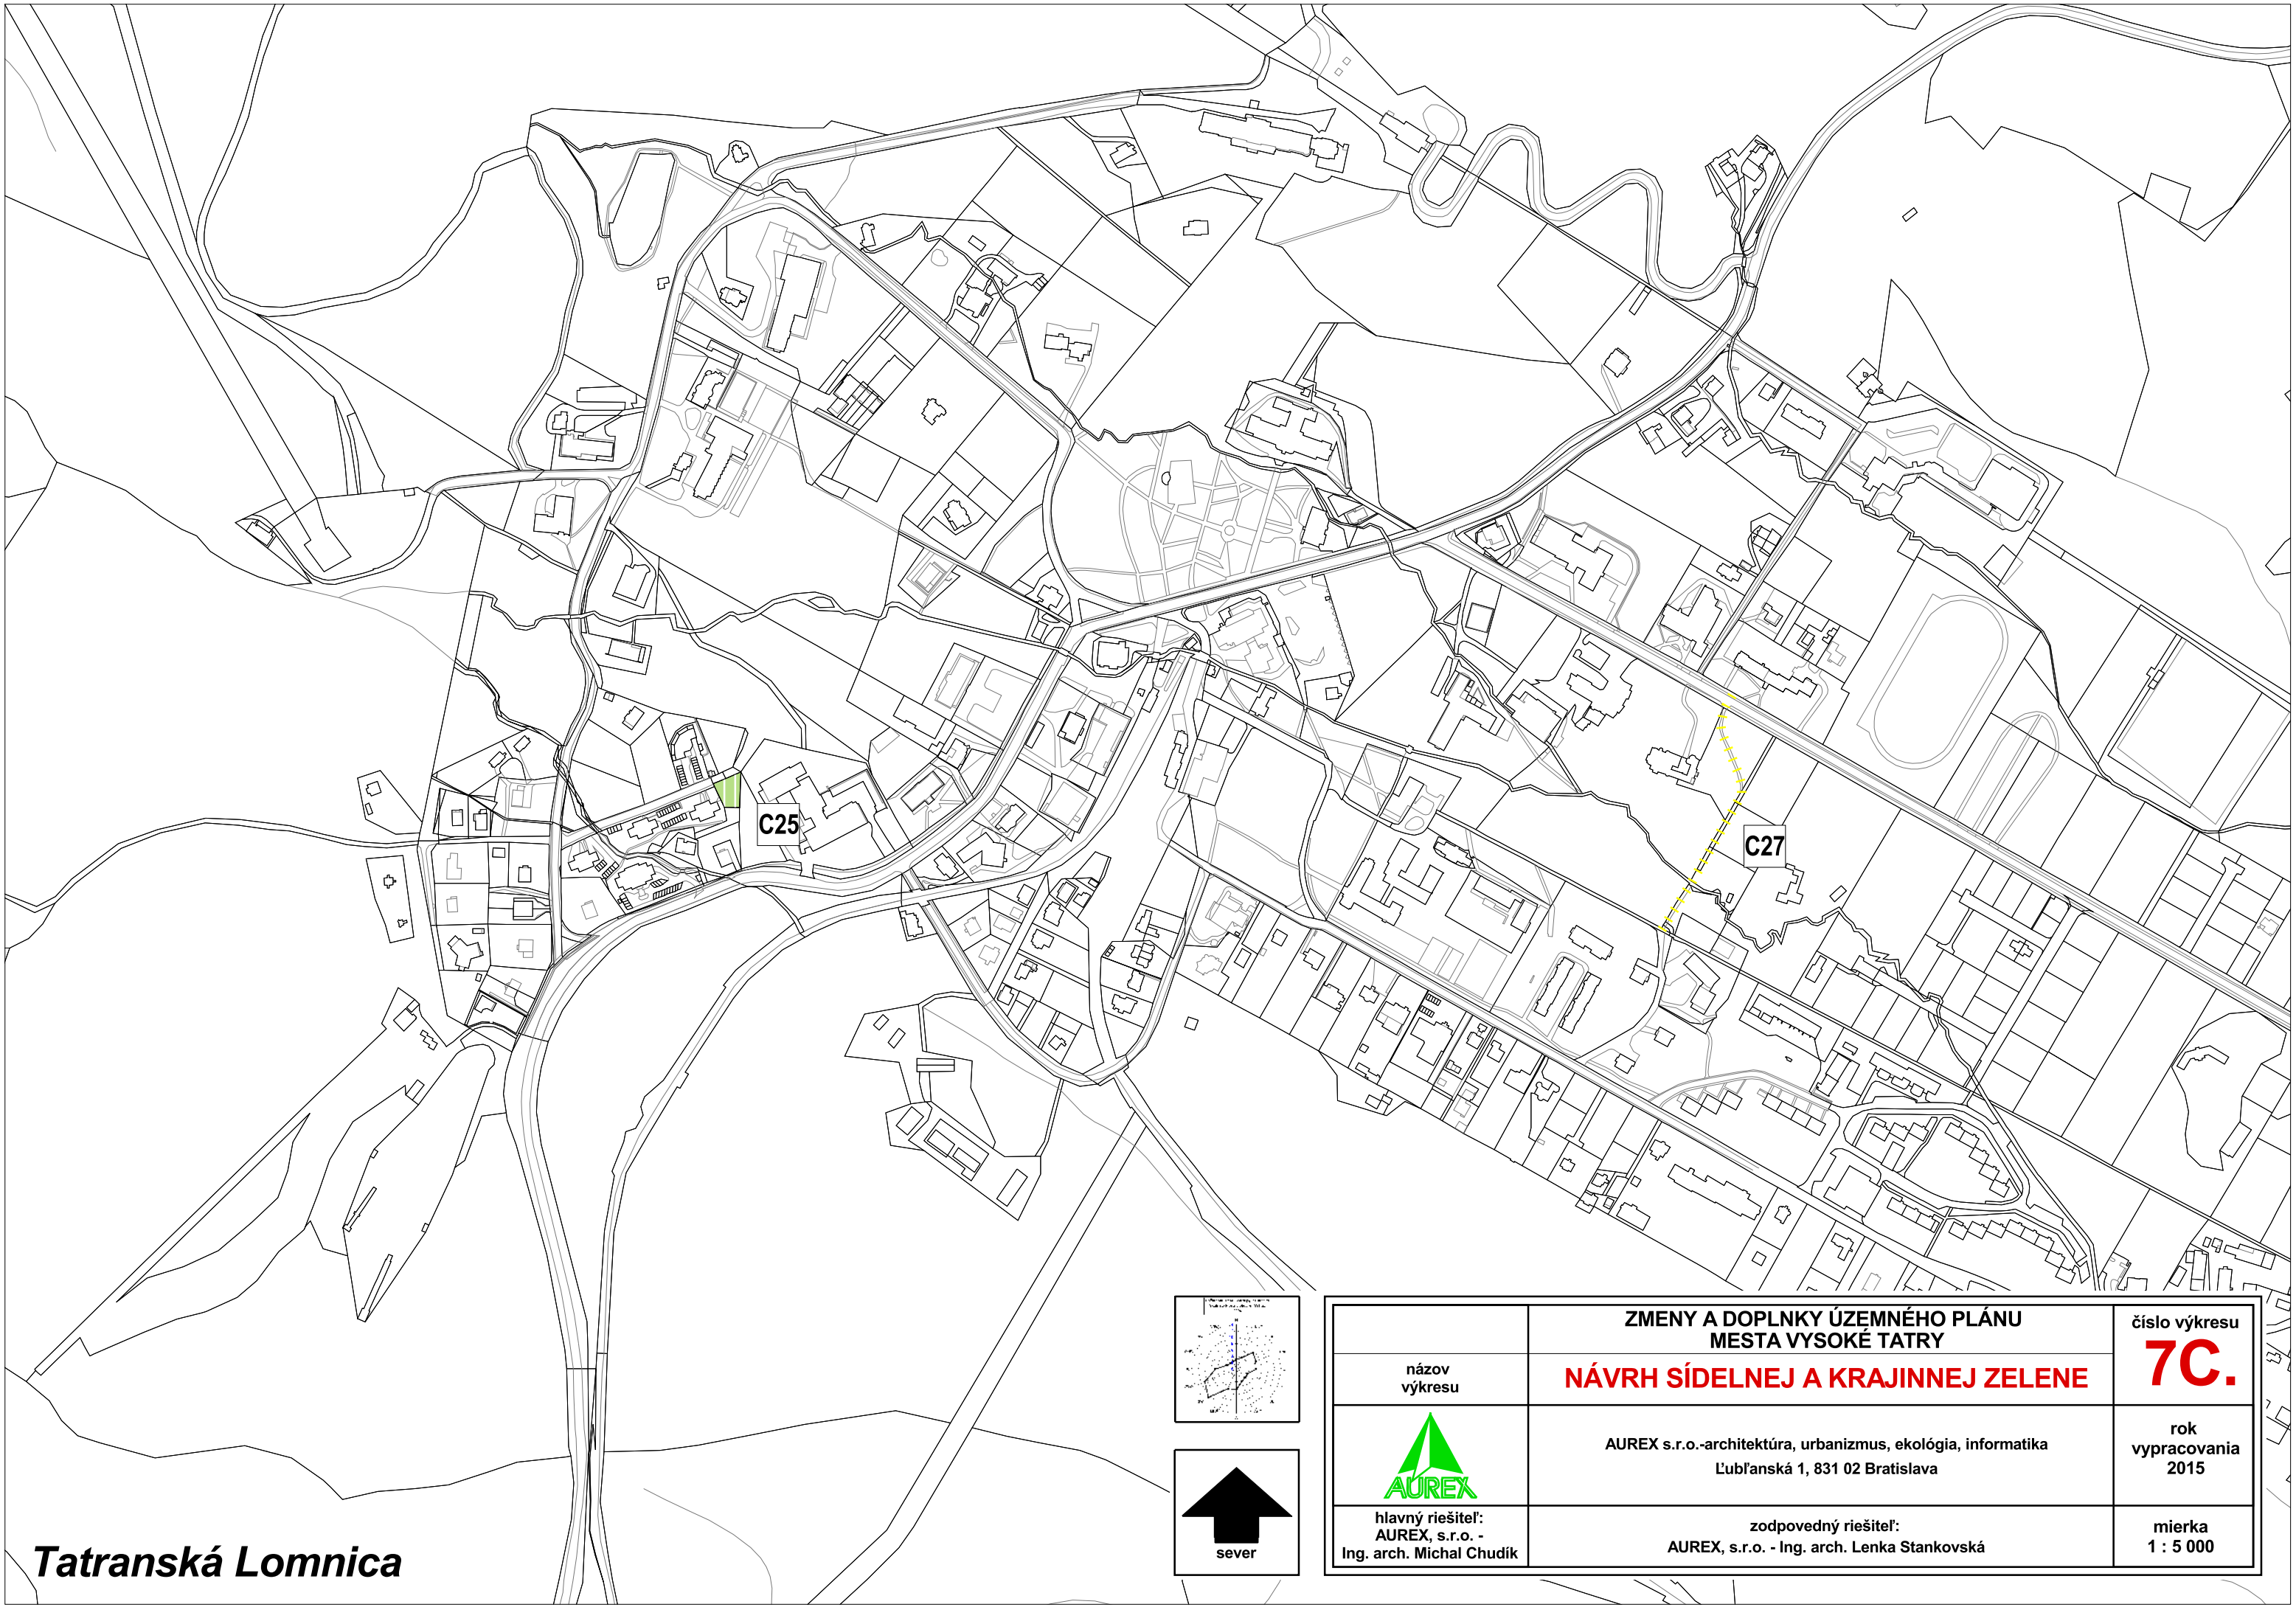 C25
C27
ZMENY A DOPLNKY ÚZEMNÉHO PLÁNU
MESTA VYSOKÉ TATRY
číslo výkresu
7C.
názov
výkresu
NÁVRH SÍDELNEJ A KRAJINNEJ ZELENE
AUREX
AUREX s.r.o.-architektúra, urbanizmus, ekológia, informatika
Ľubľanská 1, 831 02 Bratislava
rok
vypracovania
2015
hlavný riešiteľ:
AUREX, s.r.o. -
Ing. arch. Michal Chudík
zodpovedný riešiteľ:
AUREX, s.r.o. - Ing. arch. Lenka Stankovská
mierka
1 : 5 000
sever
Tatranská Lomnica